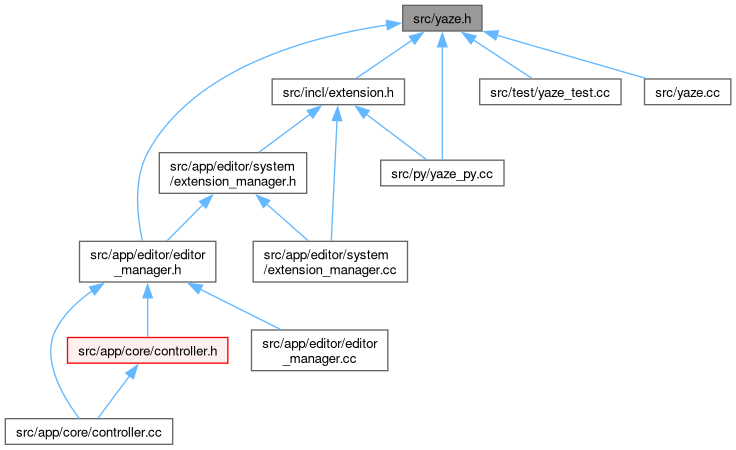 src/yaze.h
src/incl/extension.h
src/test/yaze_test.cc
src/yaze.cc
src/app/editor/system
/extension_manager.h
src/py/yaze_py.cc
src/app/editor/editor
_manager.h
src/app/editor/system
/extension_manager.cc
src/app/core/controller.h
src/app/editor/editor
_manager.cc
src/app/core/controller.cc